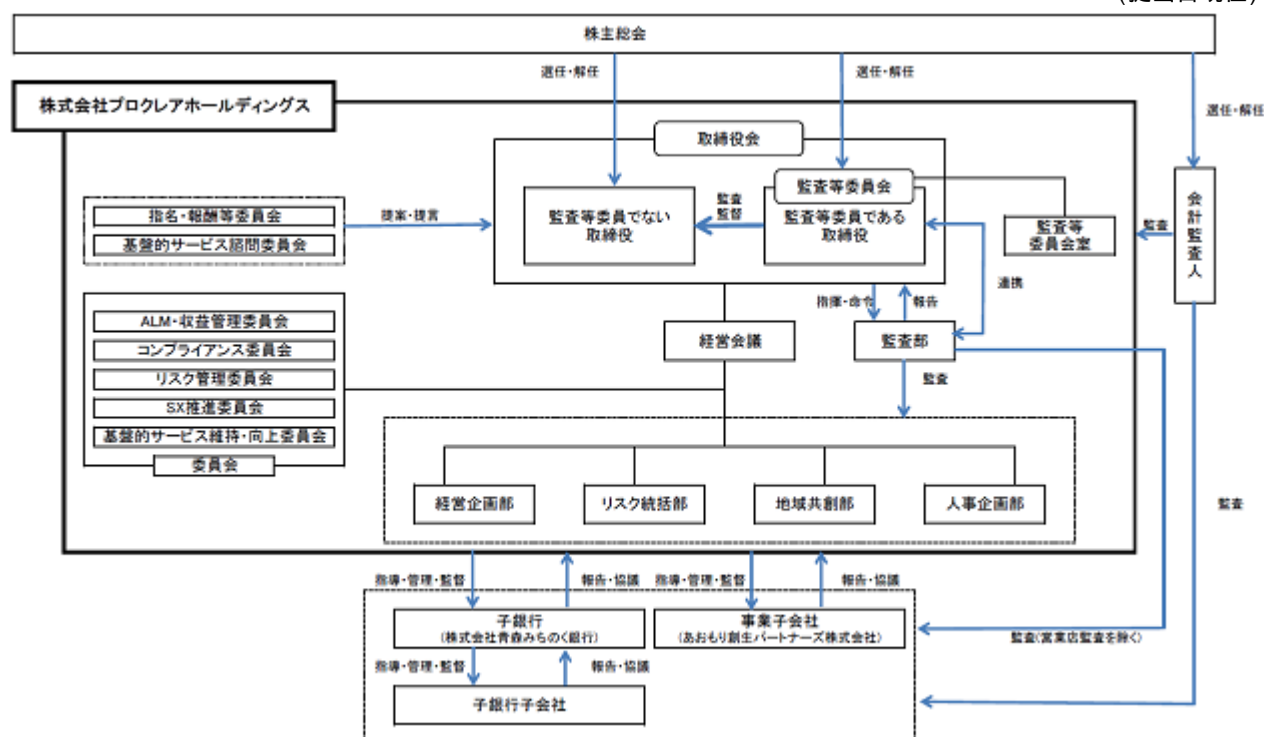 (提出日現在)
株主総会
選任・解任
選任・解任
選任・解任
株式会社プロクレアホールディングス
取締役会
監査等委員会
監査等委員でない
取締役
監査
監督
監査等委員である
取締役
監査等
委員会室
監査
会計監査人
指名・報酬等委員会
基盤的サービス諮問委員会
提案・提言
指揮・命令
報告
連携
ALM・収益管理委員会
コンプライアンス委員会
リスク管理委員会
SX推進委員会
基盤的サービス維持・向上委員会
委員会
経営会議
監査部
監査
経営企画部
リスク統括部
地域共創部
人事企画部
監査
指導・管理・監督
報告・協議
指導・管理・監督
報告・協議
子銀行
(株式会社青森みちのく銀行)
事業子会社
(あおもり創生パートナーズ株式会社)
監査(営業店監査を除く)
指導・管理・監督
報告・協議
子銀行子会社